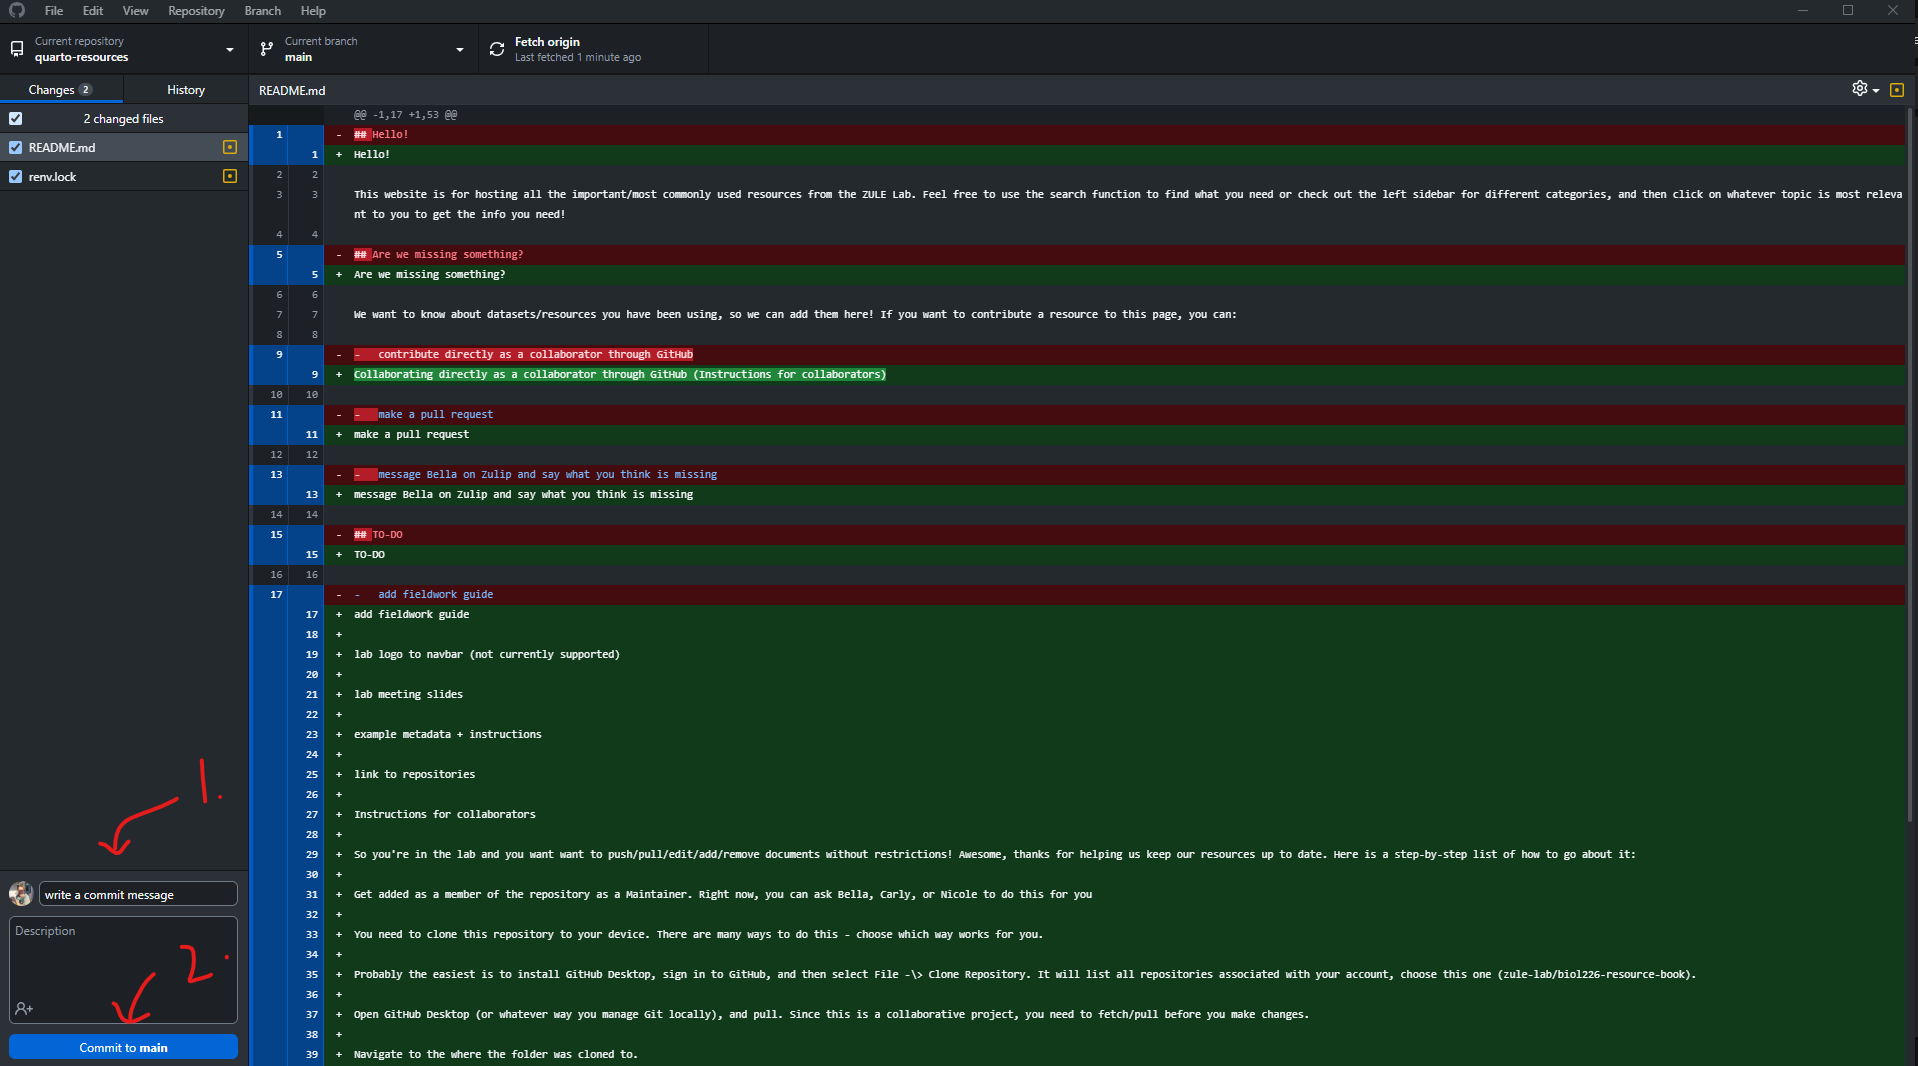 File Edit View Repository Branch Help
Current repository
quarto-resources
Current branch
main
Fetch origin
Last fetched 1 minute ago
Changes 2
History
README.md
2 changed files
README.md
renv.lock
@@ -1,17 +1,53 @@
1 - ## Hello!
1 + Hello!
2 2
3 3 This website is for hosting all the important/most commonly used resources from the ZULE Lab. Feel free to use the search function to find what you need or check out the left sidebar for different categories, and then click on whatever topic is most releva
nt to you to get the info you need!
4 4
5 - ## Are we missing something?
5 + Are we missing something?
6 6
7 7 We want to know about datasets/resources you have been using, so we can add them here! If you want to contribute a resource to this page, you can:
8 8
9 - -   contribute directly as a collaborator through GitHub
9 + Collaborating directly as a collaborator through GitHub (Instructions for collaborators)
10 10
11 - -   make a pull request
11 + make a pull request
12 12
13 - -   message Bella on Zulip and say what you think is missing
13 + message Bella on Zulip and say what you think is missing
14 14
15 - ## TO-DO
15 + TO-DO
16 16
17 - -   add fieldwork guide
17 + add fieldwork guide
18 +
19 + lab logo to navbar (not currently supported)
20 +
21 + lab meeting slides
22 +
23 + example metadata + instructions
24 +
25 + link to repositories
26 +
27 + Instructions for collaborators
28 +
29 + So you're in the lab and you want want to push/pull/edit/add/remove documents without restrictions! Awesome, thanks for helping us keep our resources up to date. Here is a step-by-step list of how to go about it:
30 +
31 + Get added as a member of the repository as a Maintainer. Right now, you can ask Bella, Carly, or Nicole to do this for you
32 +
33 + You need to clone this repository to your device. There are many ways to do this - choose which way works for you.
34 +
35 + Probably the easiest is to install GitHub Desktop, sign in to GitHub, and then select File -\> Clone Repository. It will list all repositories associated with your account, choose this one (zule-lab/biol226-resource-book).
36 +
37 + Open GitHub Desktop (or whatever way you manage Git locally), and pull. Since this is a collaborative project, you need to fetch/pull before you make changes.
38 +
39 + Navigate to the where the folder was cloned to.
1.
write a commit message
Description
2.
Commit to main